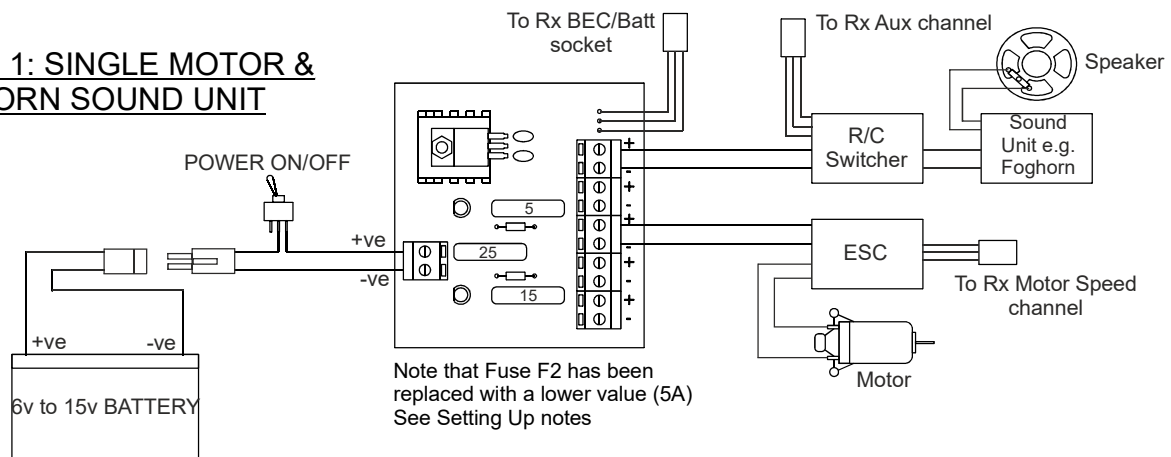 1: SINGLE MOTOR &
ORN SOUND UNIT
To Rx BEC/Batt
socket
To Rx Aux channel
Speaker
R/C
Switcher
Sound
Unit e.g.
Foghorn
POWER ON/OFF
+ve
-ve
5
25
15
+
-
+
-
+
-
+
-
+
-
ESC
To Rx Motor Speed
channel
Motor
+ve
-ve
6v to 15v BATTERY
Note that Fuse F2 has been
replaced with a lower value (5A)
See Setting Up notes